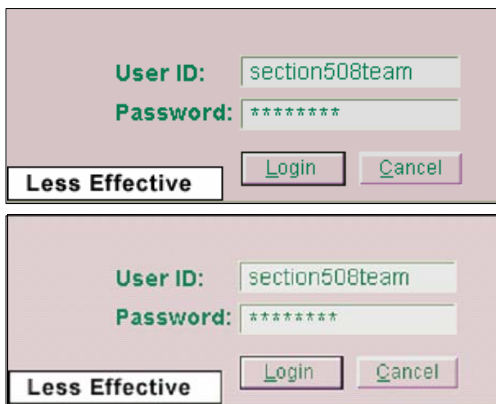 User ID: section508team
Password: ********
Login Cancel
Less Effective
User ID: section508team
Password: ********
Login Cancel
Less Effective